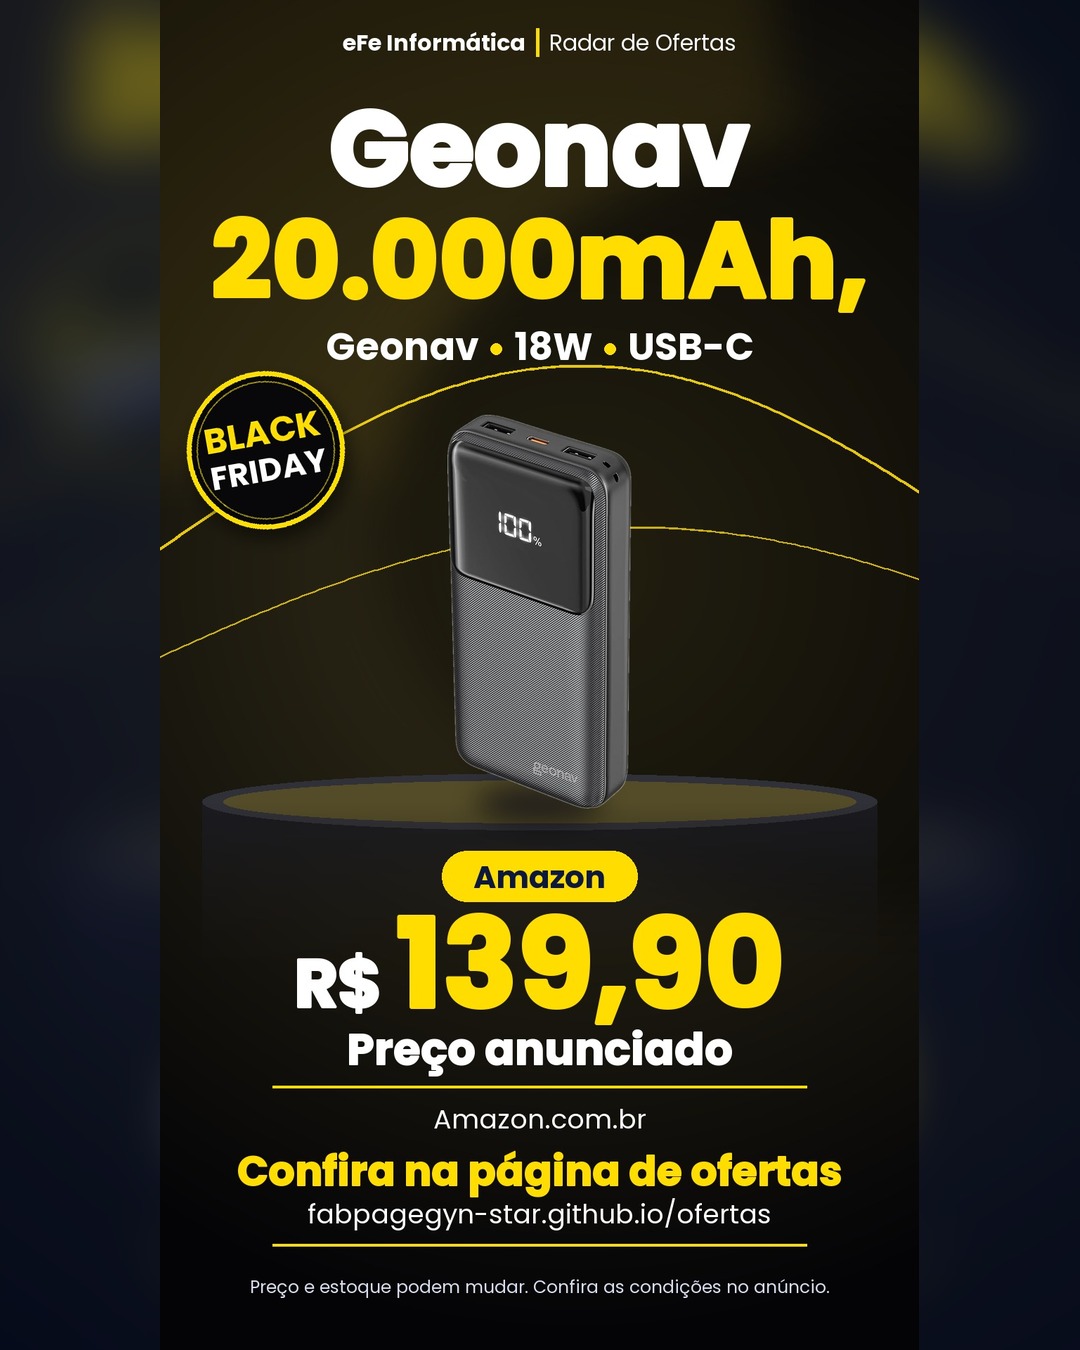 eFe Informática | Radar de Ofertas
Geonav
20.000mAh,
Geonav • 18W • USB-C
BLACK
FRIDAY
100%
geonav
Amazon
R$ 139,90
Preço anunciado
Amazon.com.br
Confira na página de ofertas
fabpagegyn-star.github.io/ofertas
Preço e estoque podem mudar. Confira as condições no anúncio.